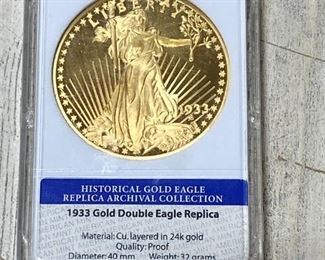 LIBERTY
1933
HISTORICAL GOLD EAGLE
REPLICA ARCHIVAL COLLECTION
1933 Gold Double Eagle Replica
Material: Cu. layered in 24k gold
Quality: Proof
Diameter: 40 mm Weight: 32 grams